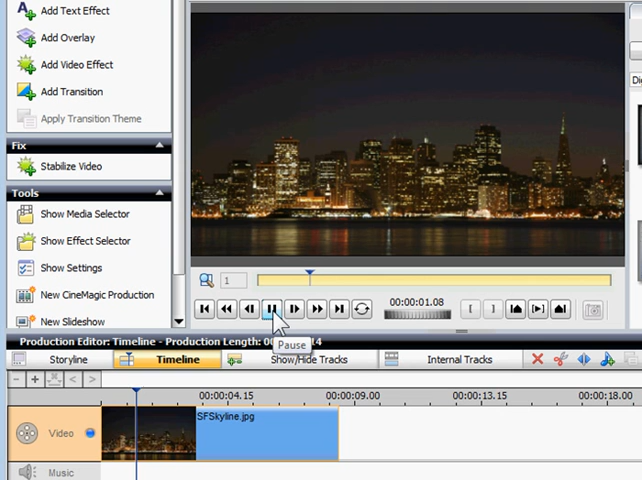 Add Text Effect
Add Overlay
Add Video Effect
Add Transition
Apply Transition Theme
Fix
Stabilize Video
Tools
Show Media Selector
Show Effect Selector
Show Settings
New CineMagic Production
New Slideshow
Di
1
00:00:01.08
Pause
Production Editor: Timeline - Production Length: 00
14
Storyline
Timeline
Show/Hide Tracks
Internal Tracks
00:00:04.15
00:00:09.00
00:00:13.15
00:00:18.00
Video
SFSkyline.jpg
Music